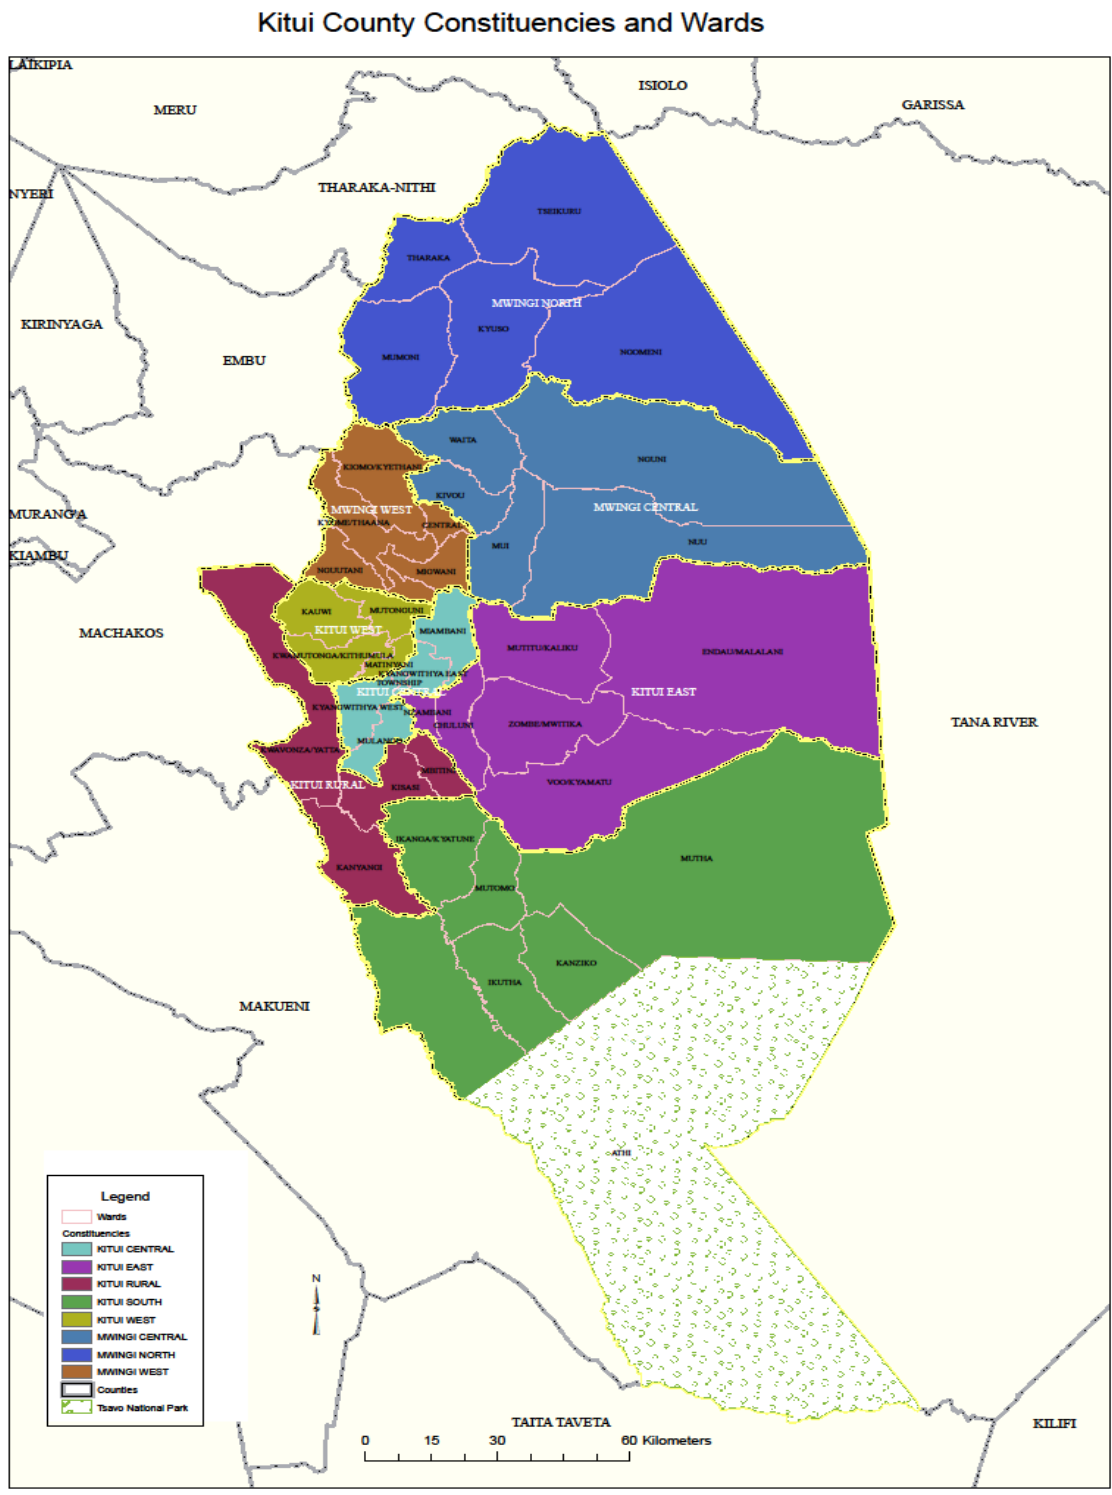 Kitui County Constituencies and Wards
LAIKIPIA
ISIOLO
MERU
GARISSA
THARAKA-NITHI
NYERI
TSEIKURU
THARAKA
MWINGI NORTH
KIRINYAGA
KYUSO
NGOMENI
MUMONI
EMBU
WAITA
NGUNI
KIOMO/KYETHANI
KIVOU
MWINGI CENTRAL
MWINGI WEST
MURANG'A
KYOME/THAANA
CENTRAL
NUU
MUI
KIAMBU
NGUUTANI
MIGWANI
KAUWI
MUTONGUNI
MACHAKOS
KITUI WEST
MIAMBANI
MUTITU/KALIKU
ENDAU/MALALANI
KWAMUTONGA/KITHUMULA
MATINYANI
KYANGWITHYA EAST
TOWNSHIP
KITUI CENTRAL
KITUI EAST
KYANGWITHYA WEST
NZAMBANI
CHULUNI
ZOMBE/MWITIKA
TANA RIVER
MULANGO
KWAVONZA/YATTA
MBITINI
KITUI RURAL
KISASI
VOO/KYAMATU
IKANGA/KYATUNE
MUTHA
KANYANGI
MUTOMO
KANZIKO
IKUTHA
MAKUENI
ATHI
Legend
Wards
Constituencies
KITUI CENTRAL
KITUI EAST
KITUI RURAL
KITUI SOUTH
KITUI WEST
MWINGI CENTRAL
MWINGI NORTH
MWINGI WEST
Counties
Tsavo National Park
N
TAITA TAVETA
KILIFI
0 15 30 60 Kilometers